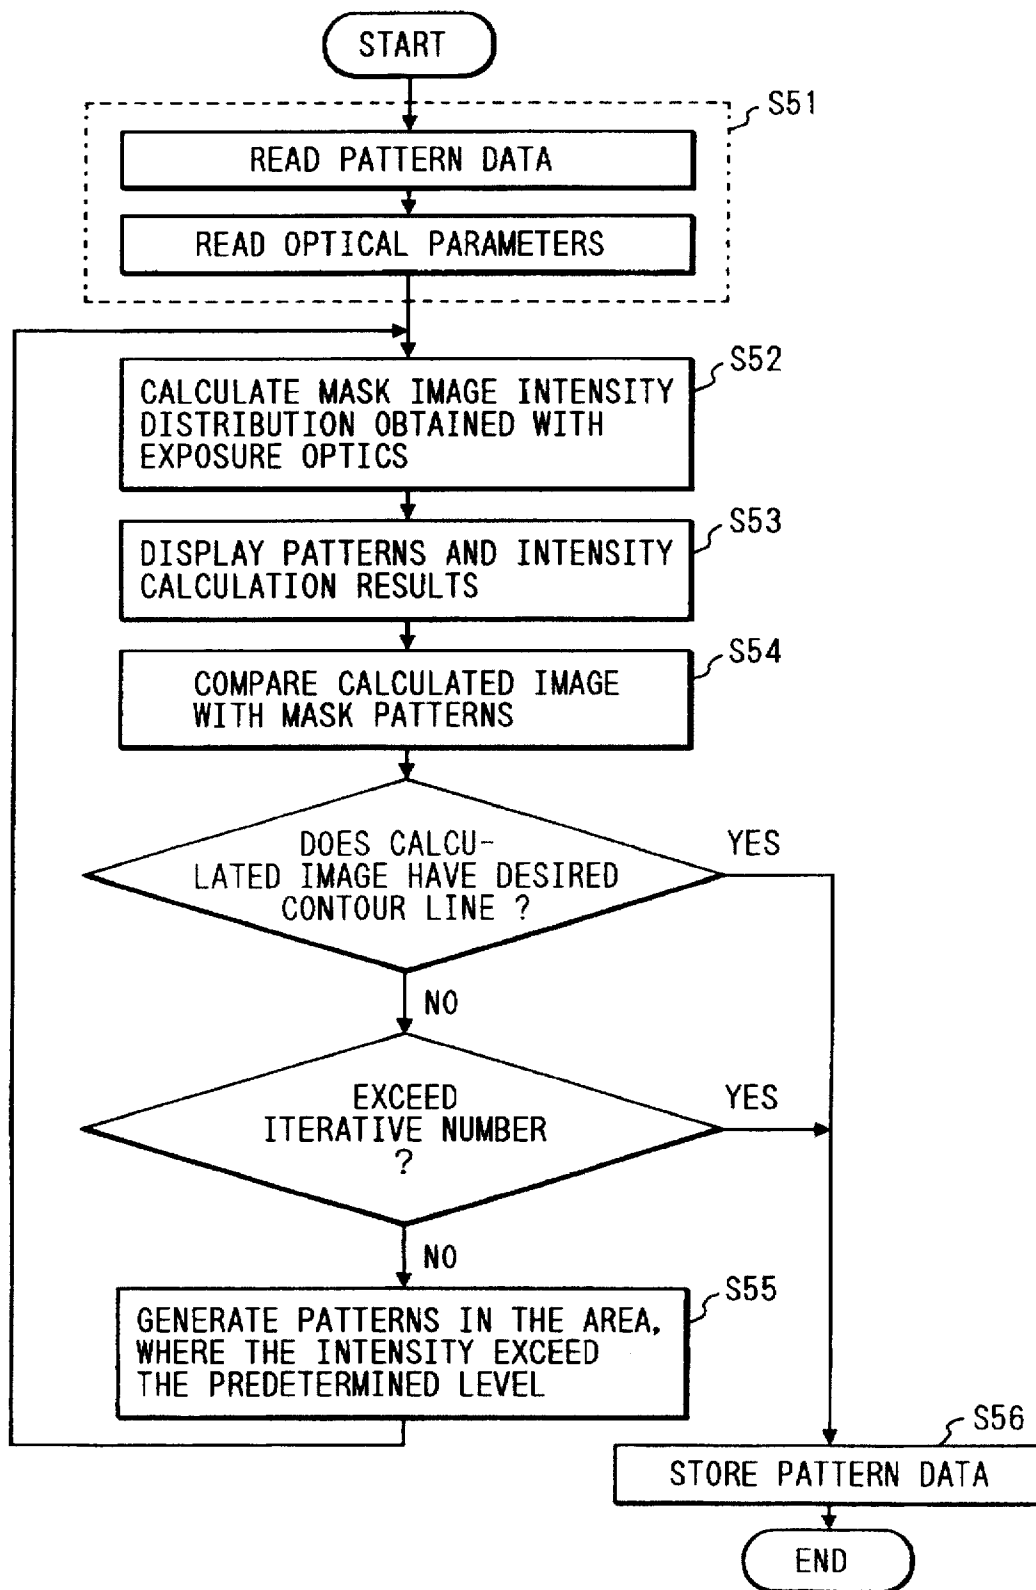 START
S51
READ PATTERN DATA
READ OPTICAL PARAMETERS
S52
CALCULATE MASK IMAGE INTENSITY
DISTRIBUTION OBTAINED WITH
EXPOSURE OPTICS
S53
DISPLAY PATTERNS AND INTENSITY
CALCULATION RESULTS
S54
COMPARE CALCULATED IMAGE
WITH MASK PATTERNS
DOES CALCU-
LATED IMAGE HAVE DESIRED
CONTOUR LINE ?
YES
NO
EXCEED
ITERATIVE NUMBER
?
YES
NO
S55
GENERATE PATTERNS IN THE AREA,
WHERE THE INTENSITY EXCEED
THE PREDETERMINED LEVEL
S56
STORE PATTERN DATA
END